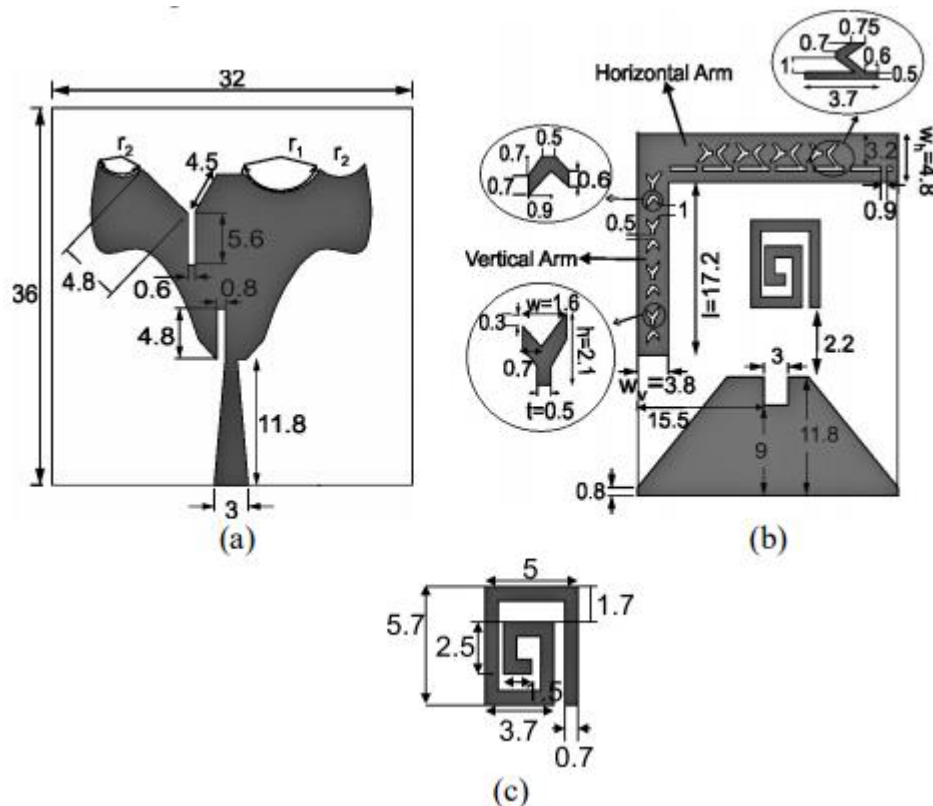 32
r₂
r₁
r₂
4.5
5.6
4.8
0.6
0.8
36
4.8
11.8
3
(a)
0.75
0.7
1
0.6
0.5
3.7
Horizontal Arm
3.2
wₕ=4.8
0.9
0.5
0.7
0.7
0.6
0.9
1
0.5
Vertical Arm
l=17.2
w=1.6
0.3
h=2.1
0.7
t=0.5
wᵥ=3.8
2.2
3
15.5
9
11.8
0.8
(b)
5
1.7
5.7
2.5
1.5
3.7
0.7
(c)